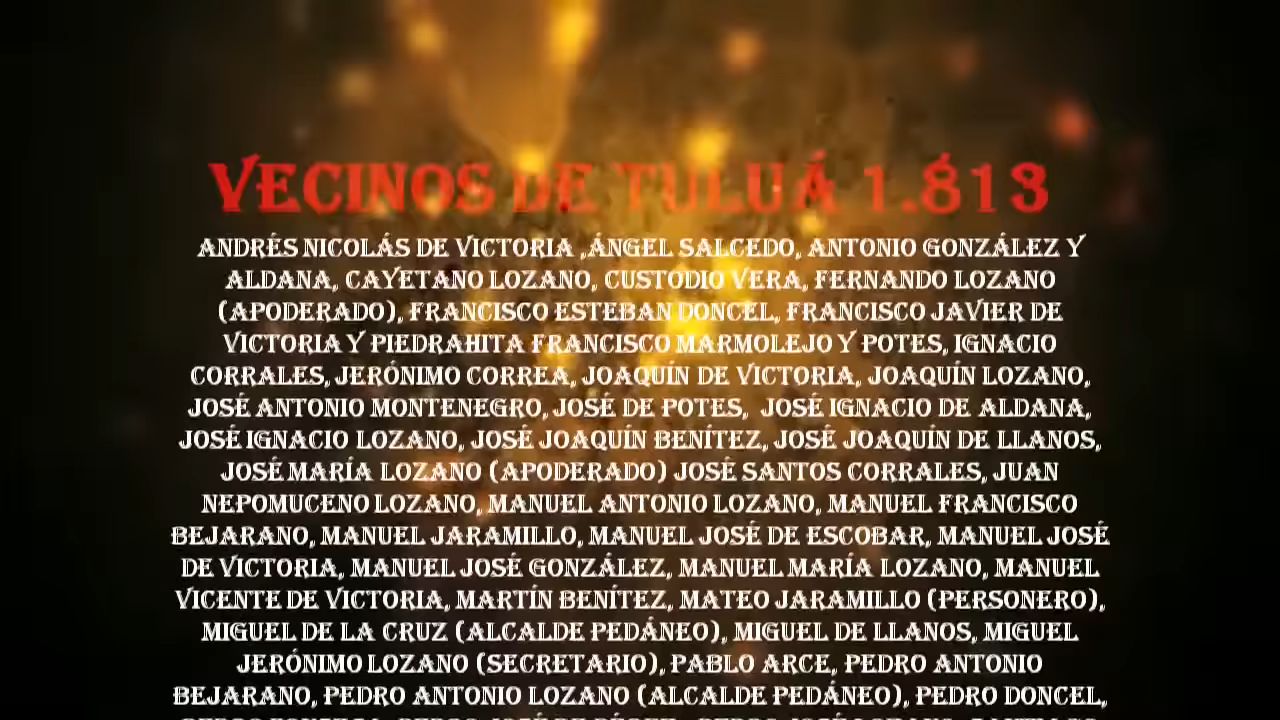 VECINOS DE TULUÁ 1.813
ANDRÉS NICOLÁS DE VICTORIA ,ÁNGEL SALCEDO, ANTONIO GONZÁLEZ Y
ALDANA, CAYETANO LOZANO, CUSTODIO VERA, FERNANDO LOZANO
(APODERADO), FRANCISCO ESTEBAN DONCEL, FRANCISCO JAVIER DE
VICTORIA Y PIEDRAHITA FRANCISCO MARMOLEJO Y POTES, IGNACIO
CORRALES, JERÓNIMO CORREA, JOAQUÍN DE VICTORIA, JOAQUÍN LOZANO,
JOSÉ ANTONIO MONTENEGRO, JOSÉ DE POTES, JOSÉ IGNACIO DE ALDANA,
JOSÉ IGNACIO LOZANO, JOSÉ JOAQUÍN BENÍTEZ, JOSÉ JOAQUÍN DE LLANOS,
JOSÉ MARÍA LOZANO (APODERADO) JOSÉ SANTOS CORRALES, JUAN
NEPOMUCENO LOZANO, MANUEL ANTONIO LOZANO, MANUEL FRANCISCO
BEJARANO, MANUEL JARAMILLO, MANUEL JOSÉ DE ESCOBAR, MANUEL JOSÉ
DE VICTORIA, MANUEL JOSÉ GONZÁLEZ, MANUEL MARÍA LOZANO, MANUEL
VICENTE DE VICTORIA, MARTÍN BENÍTEZ, MATEO JARAMILLO (PERSONERO),
MIGUEL DE LA CRUZ (ALCALDE PEDÁNEO), MIGUEL DE LLANOS, MIGUEL
JERÓNIMO LOZANO (SECRETARIO), PABLO ARCE, PEDRO ANTONIO
BEJARANO, PEDRO ANTONIO LOZANO (ALCALDE PEDÁNEO), PEDRO DONCEL,